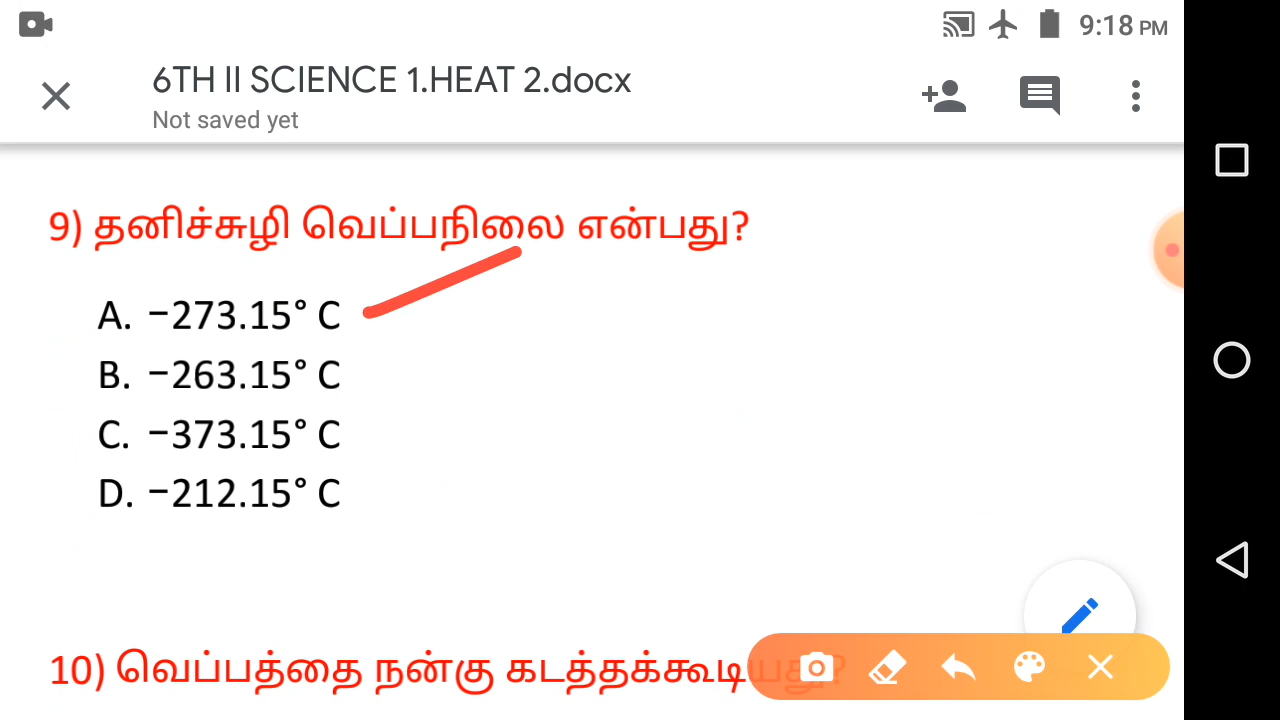 9:18 PM
6TH II SCIENCE 1.HEAT 2.docx
Not saved yet
9) தனிச்சுழி வெப்பநிலை என்பது?
A. −273.15° C
B. −263.15° C
C. −373.15° C
D. −212.15° C
10) வெப்பத்தை நன்கு கடத்தக்கூடியது?